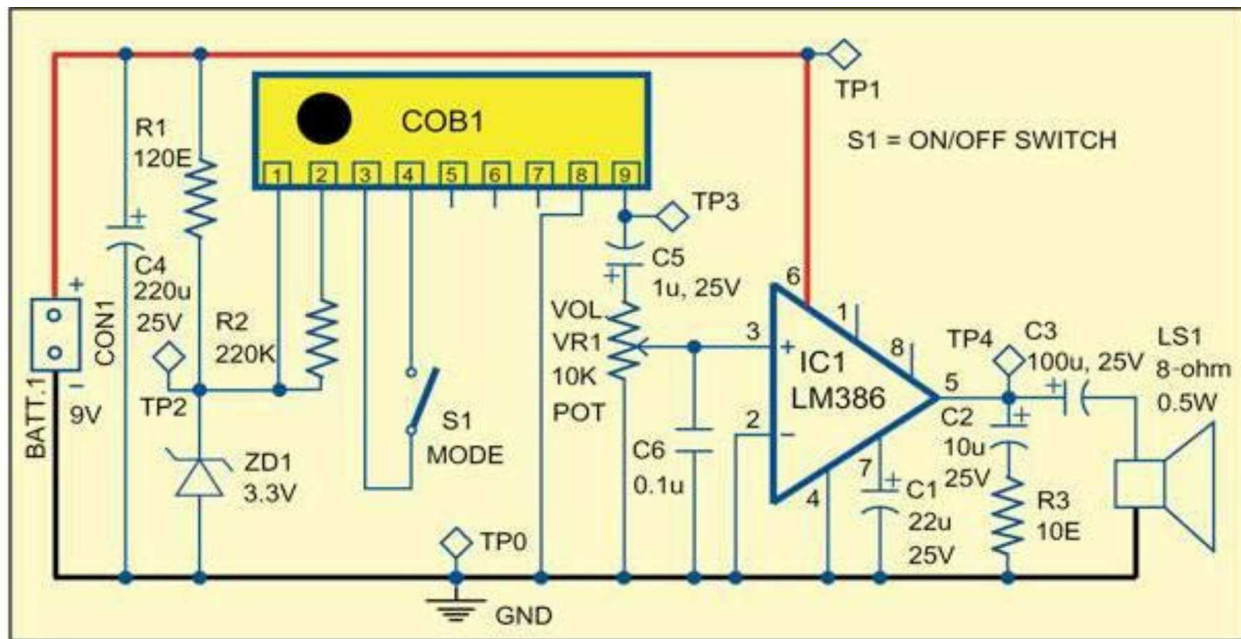 TP1
COB1
S1 = ON/OFF SWITCH
R1
120E
1 2 3 4 5 6 7 8 9
TP3
+
C4
220u
25V
+
C5
1u, 25V
+
CON1
R2
220K
VOL.
VR1
10K
POT
6
1
8
3
+
IC1
LM386
TP4
C3
100u, 25V
+
LS1
8-ohm
0.5W
5
BATT.1
−
9V
TP2
S1
MODE
2
−
C6
0.1u
4
7
+
C1
22u
25V
C2
10u
25V
+
R3
10E
ZD1
3.3V
TP0
GND